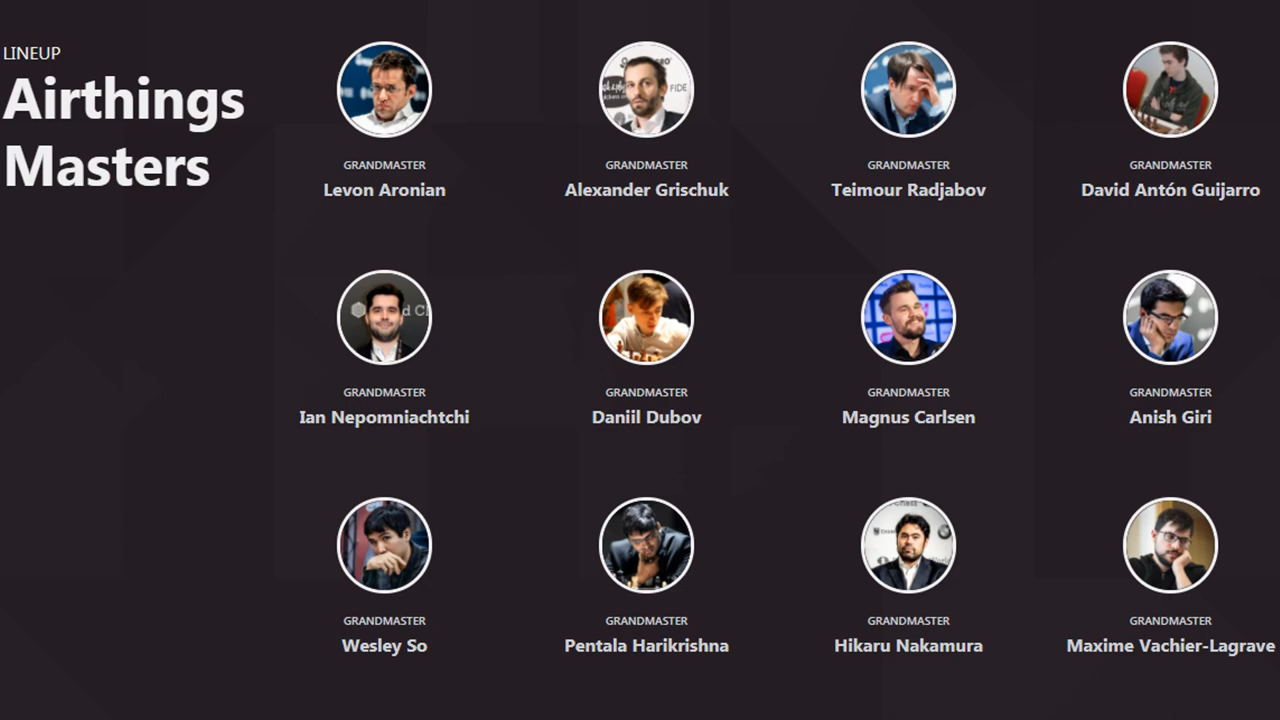 LINEUP
Airthings
Masters
GRANDMASTER
Levon Aronian
GRANDMASTER
Alexander Grischuk
GRANDMASTER
Teimour Radjabov
GRANDMASTER
David Antón Guijarro
GRANDMASTER
Ian Nepomniachtchi
GRANDMASTER
Daniil Dubov
GRANDMASTER
Magnus Carlsen
GRANDMASTER
Anish Giri
GRANDMASTER
Wesley So
GRANDMASTER
Pentala Harikrishna
GRANDMASTER
Hikaru Nakamura
GRANDMASTER
Maxime Vachier-Lagrave
FIDE